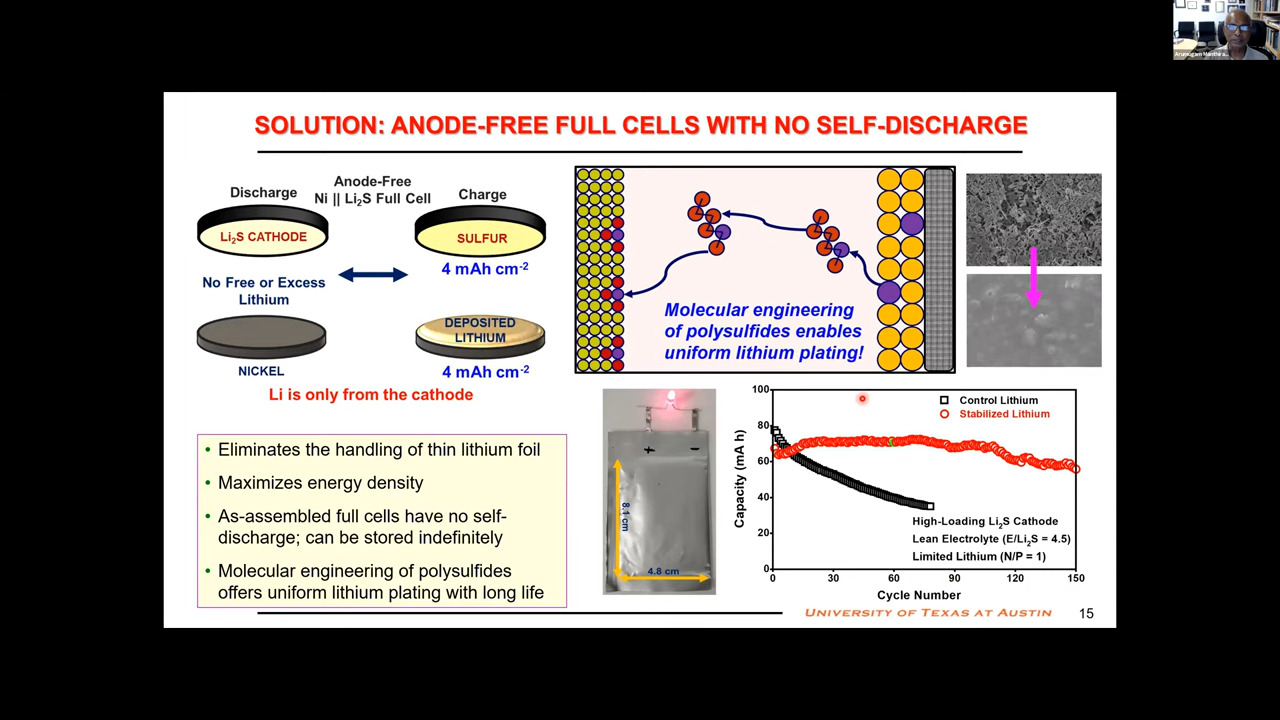 Arumugam Manthira...
SOLUTION: ANODE-FREE FULL CELLS WITH NO SELF-DISCHARGE
Discharge
Anode-Free
Ni || Li₂S Full Cell
Charge
Li₂S CATHODE
SULFUR
4 mAh cm⁻²
No Free or Excess
Lithium
DEPOSITED
LITHIUM
NICKEL
4 mAh cm⁻²
Li is only from the cathode
Molecular engineering
of polysulfides enables
uniform lithium plating!
• Eliminates the handling of thin lithium foil
• Maximizes energy density
• As-assembled full cells have no self-
discharge; can be stored indefinitely
• Molecular engineering of polysulfides
offers uniform lithium plating with long life
+ −
8.1 cm
4.8 cm
Capacity (mA h)
100
80
60
40
20
0
Control Lithium
Stabilized Lithium
High-Loading Li₂S Cathode
Lean Electrolyte (E/Li₂S = 4.5)
Limited Lithium (N/P = 1)
0 30 60 90 120 150
Cycle Number
UNIVERSITY OF TEXAS AT AUSTIN
15